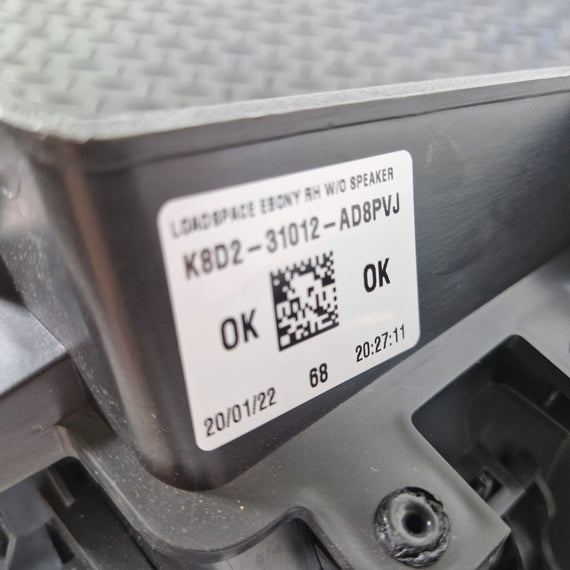 LOADSPACE EBONY RH W/O SPEAKER
K8D2-31012-AD8PVJ
OK OK
20/01/22 68 20:27:11